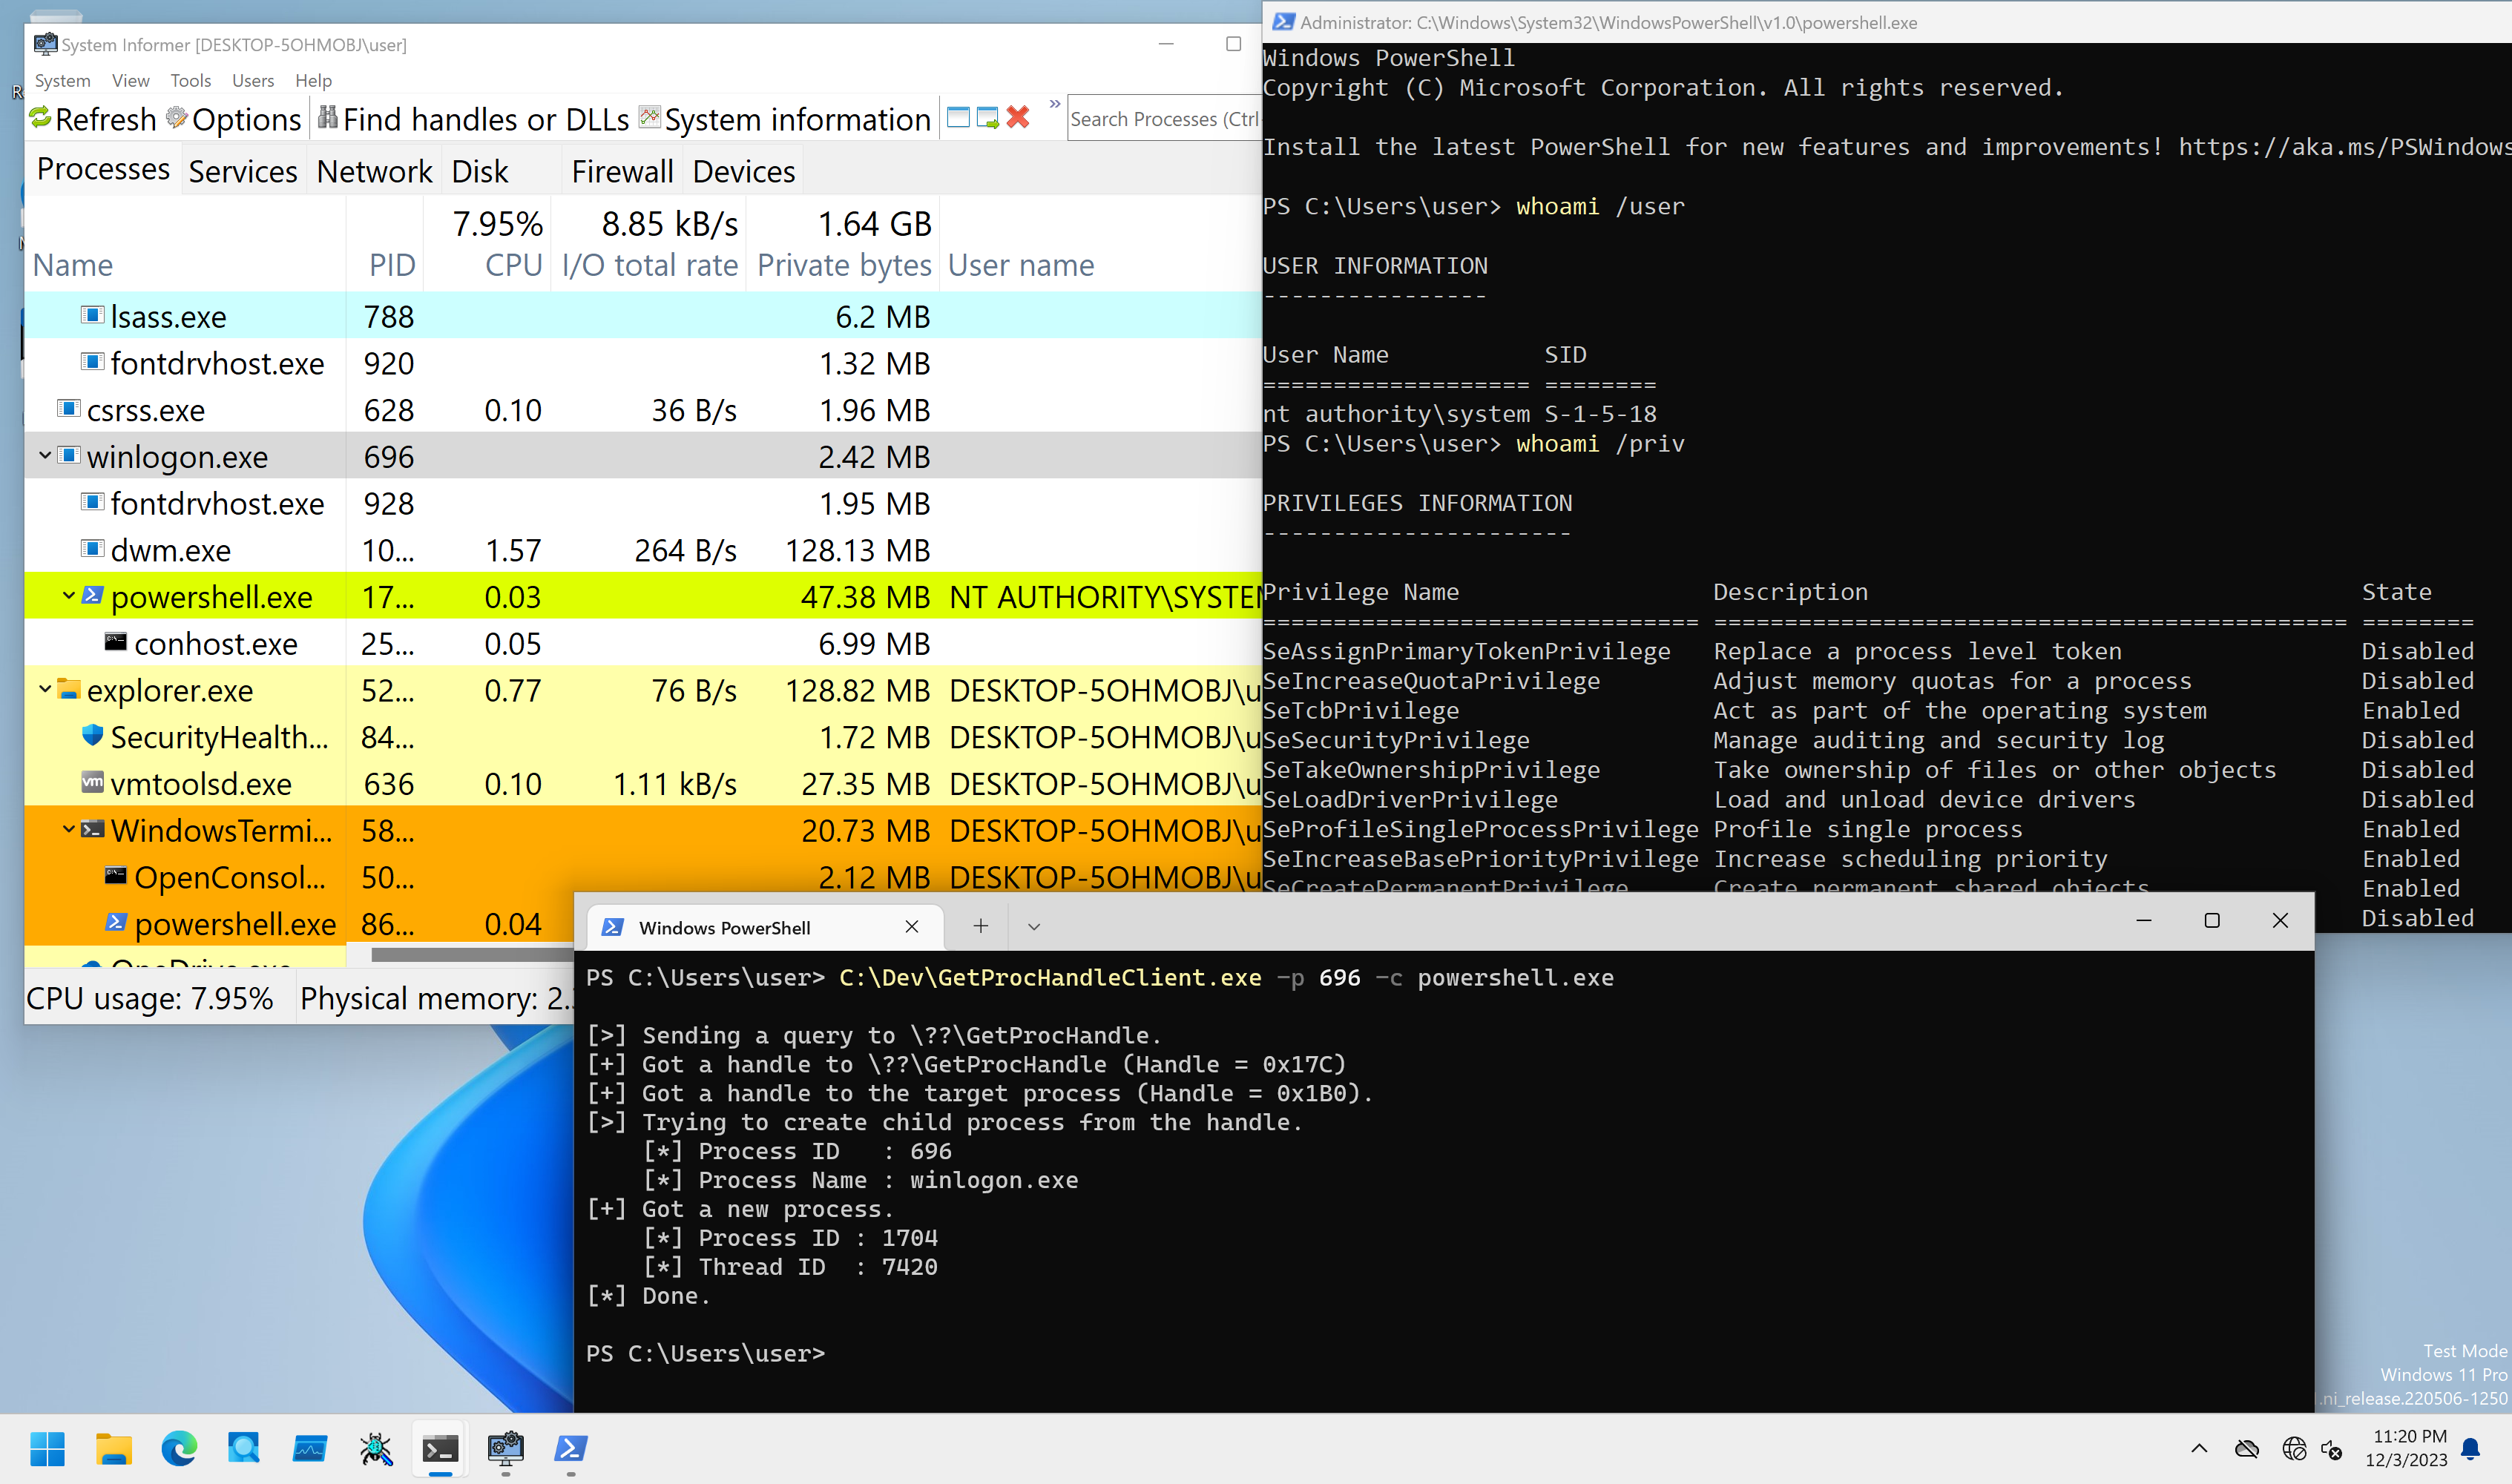 System Informer [DESKTOP-5OHMOBJ\user]
System View Tools Users Help
Refresh Options Find handles or DLLs System information » Search Processes (Ctrl
Processes Services Network Disk Firewall Devices
7.95% 8.85 kB/s 1.64 GB
Name PID CPU I/O total rate Private bytes User name
lsass.exe 788 6.2 MB
fontdrvhost.exe 920 1.32 MB
csrss.exe 628 0.10 36 B/s 1.96 MB
winlogon.exe 696 2.42 MB
fontdrvhost.exe 928 1.95 MB
dwm.exe 10... 1.57 264 B/s 128.13 MB
powershell.exe 17... 0.03 47.38 MB NT AUTHORITY\SYSTEM
conhost.exe 25... 0.05 6.99 MB
explorer.exe 52... 0.77 76 B/s 128.82 MB DESKTOP-5OHMOBJ\u
SecurityHealth... 84... 1.72 MB DESKTOP-5OHMOBJ\u
vmtoolsd.exe 636 0.10 1.11 kB/s 27.35 MB DESKTOP-5OHMOBJ\u
WindowsTermi... 58... 20.73 MB DESKTOP-5OHMOBJ\u
OpenConsol... 50... 2.12 MB DESKTOP-5OHMOBJ\u
powershell.exe 86... 0.04
OneDrive.exe
CPU usage: 7.95% Physical memory: 2.
Administrator: C:\Windows\System32\WindowsPowerShell\v1.0\powershell.exe
Windows PowerShell
Copyright (C) Microsoft Corporation. All rights reserved.
Install the latest PowerShell for new features and improvements! https://aka.ms/PSWindows
PS C:\Users\user> whoami /user
USER INFORMATION
----------------
User Name SID
=================== ========
nt authority\system S-1-5-18
PS C:\Users\user> whoami /priv
PRIVILEGES INFORMATION
----------------------
Privilege Name Description State
=============================== ============================================= ========
SeAssignPrimaryTokenPrivilege Replace a process level token Disabled
SeIncreaseQuotaPrivilege Adjust memory quotas for a process Disabled
SeTcbPrivilege Act as part of the operating system Enabled
SeSecurityPrivilege Manage auditing and security log Disabled
SeTakeOwnershipPrivilege Take ownership of files or other objects Disabled
SeLoadDriverPrivilege Load and unload device drivers Disabled
SeProfileSingleProcessPrivilege Profile single process Enabled
SeIncreaseBasePriorityPrivilege Increase scheduling priority Enabled
SeCreatePermanentPrivilege Create permanent shared objects Enabled
Disabled
Windows PowerShell
PS C:\Users\user> C:\Dev\GetProcHandleClient.exe -p 696 -c powershell.exe
[>] Sending a query to \??\GetProcHandle.
[+] Got a handle to \??\GetProcHandle (Handle = 0x17C)
[+] Got a handle to the target process (Handle = 0x1B0).
[>] Trying to create child process from the handle.
[*] Process ID : 696
[*] Process Name : winlogon.exe
[+] Got a new process.
[*] Process ID : 1704
[*] Thread ID : 7420
[*] Done.
PS C:\Users\user>
Test Mode
Windows 11 Pro
.ni_release.220506-1250
11:20 PM
12/3/2023